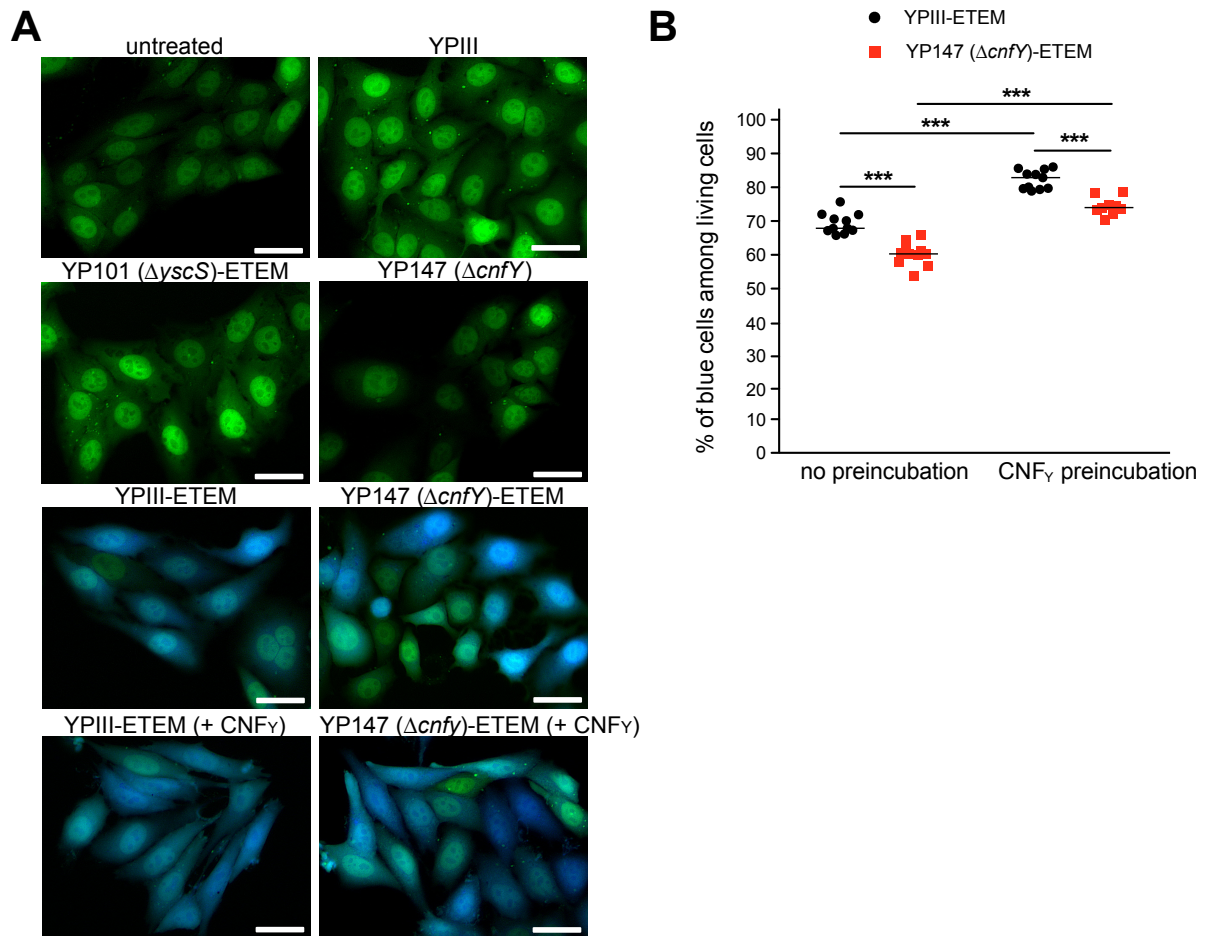 A
untreated
YPIII
YP101 (ΔyscS)-ETEM
YP147 (ΔcnfY)
YPIII-ETEM
YP147 (ΔcnfY)-ETEM
YPIII-ETEM (+ CNFY)
YP147 (Δcnfy)-ETEM (+ CNFY)
B
YPIII-ETEM
YP147 (ΔcnfY)-ETEM
% of blue cells among living cells
100
90
80
70
60
50
40
30
20
10
0
***
***
***
***
no preincubation
CNFY preincubation